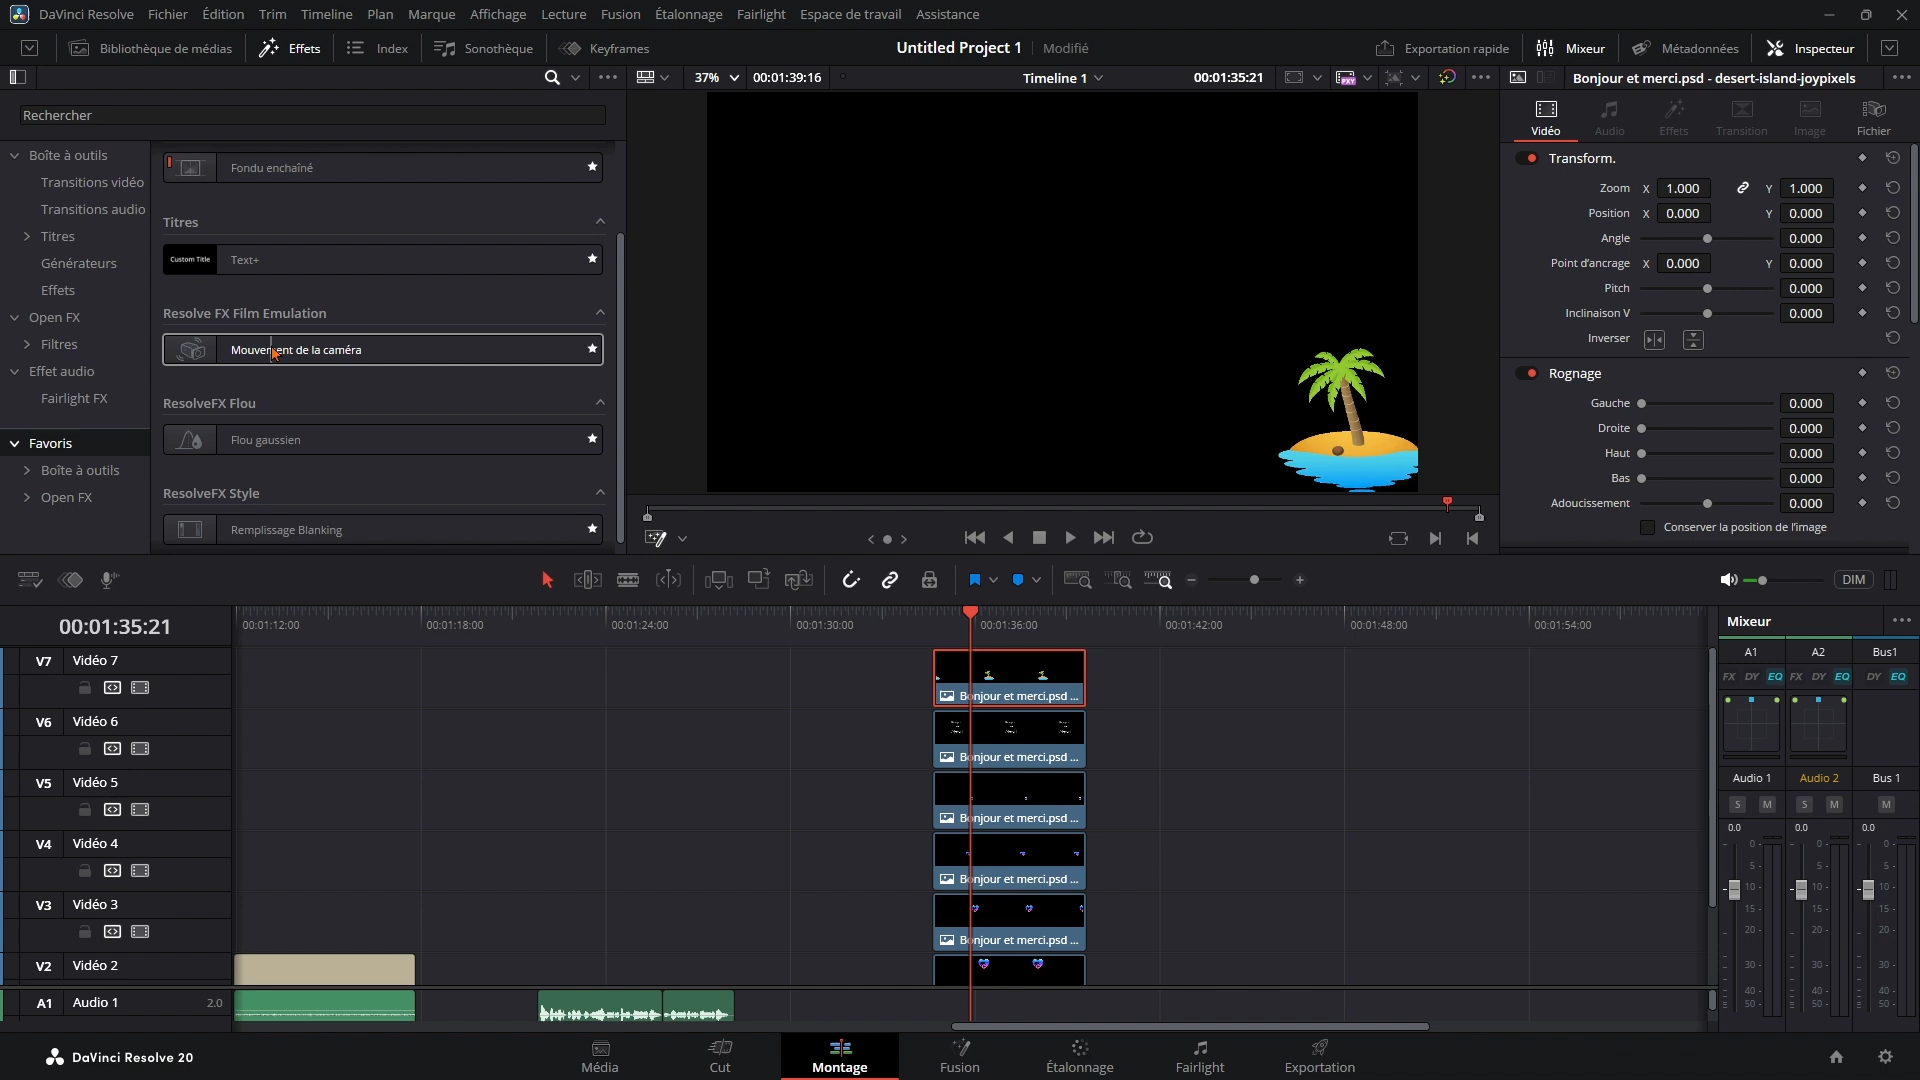 DaVinci Resolve Fichier Édition Trim Timeline Plan Marque Affichage Lecture Fusion Étalonnage Fairlight Espace de travail Assistance
Bibliothèque de médias Effets Index Sonothèque Keyframes Untitled Project 1 Modifié Exportation rapide Mixeur Métadonnées Inspecteur
37% 00:01:39:16 Timeline 1 00:01:35:21 PXY Bonjour et merci.psd - desert-island-joypixels
Rechercher
Vidéo Audio Effets Transition Image Fichier
Boîte à outils
Transitions vidéo
Transitions audio
Titres
Générateurs
Effets
Open FX
Filtres
Effet audio
Fairlight FX
Favoris
Boîte à outils
Open FX
Fondu enchaîné
Titres
Custom Title Text+
Resolve FX Film Emulation
Mouvement de la caméra
ResolveFX Flou
Flou gaussien
ResolveFX Style
Remplissage Blanking
Transform.
Zoom X 1.000 Y 1.000
Position X 0.000 Y 0.000
Angle 0.000
Point d'ancrage X 0.000 Y 0.000
Pitch 0.000
Inclinaison V 0.000
Inverser
Rognage
Gauche 0.000
Droite 0.000
Haut 0.000
Bas 0.000
Adoucissement 0.000
Conserver la position de l'image
DIM
00:01:35:21
00:01:12:00 00:01:18:00 00:01:24:00 00:01:30:00 00:01:36:00 00:01:42:00 00:01:48:00 00:01:54:00
V7 Vidéo 7
Bonjour et merci.psd ...
V6 Vidéo 6
Bonjour et merci.psd ...
V5 Vidéo 5
Bonjour et merci.psd ...
V4 Vidéo 4
Bonjour et merci.psd ...
V3 Vidéo 3
Bonjour et merci.psd ...
V2 Vidéo 2
A1 Audio 1 2.0
Mixeur
A1 A2 Bus1
FX DY EQ FX DY EQ DY EQ
Audio 1 Audio 2 Bus 1
S M S M M
0.0 0.0 0.0
0 0 0
5 5 5
10 10 10
15 15 15
20 20 20
30 30 30
40 40 40
50 50 50
DaVinci Resolve 20
Média Cut Montage Fusion Étalonnage Fairlight Exportation